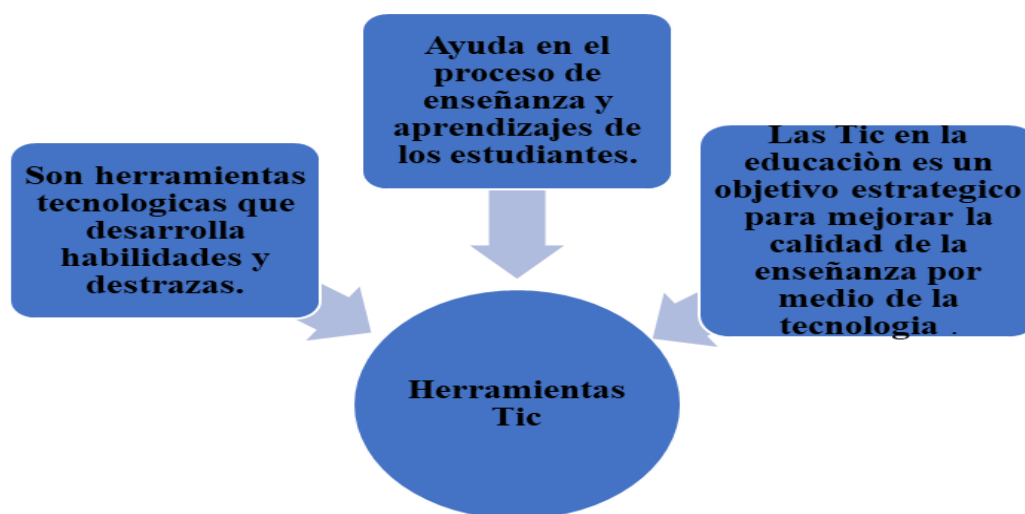 Ayuda en el
proceso de
enseñanza y
aprendizajes de
los estudiantes.
Son herramientas
tecnologicas que
desarrolla
habilidades y
destrazas.
Las Tic en la
educaciòn es un
objetivo estrategico
para mejorar la
calidad de la
enseñanza por
medio de la
tecnologia .
Herramientas
Tic